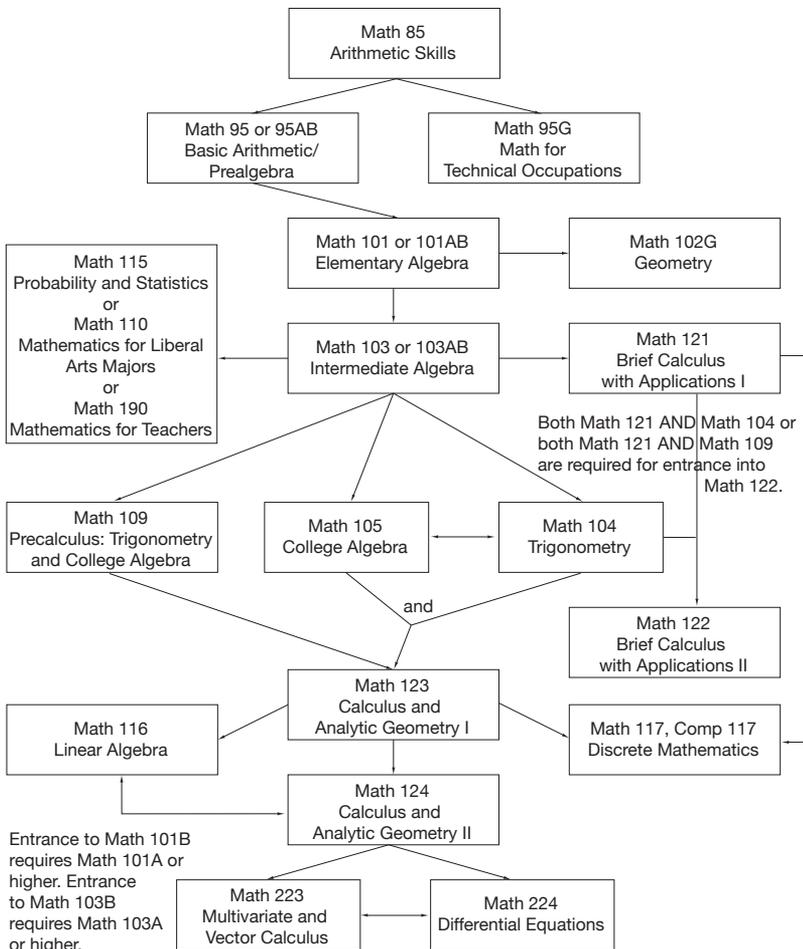 Math 85
Arithmetic Skills
Math 95 or 95AB
Basic Arithmetic/
Prealgebra
Math 95G
Math for
Technical Occupations
Math 101 or 101AB
Elementary Algebra
Math 102G
Geometry
Math 115
Probability and Statistics
or
Math 110
Mathematics for Liberal
Arts Majors
or
Math 190
Mathematics for Teachers
Math 103 or 103AB
Intermediate Algebra
Math 121
Brief Calculus
with Applications I
Both Math 121 AND Math 104 or
both Math 121 AND Math 109
are required for entrance into
Math 122.
Math 109
Precalculus: Trigonometry
and College Algebra
Math 105
College Algebra
Math 104
Trigonometry
and
Math 122
Brief Calculus
with Applications II
Math 123
Calculus and
Analytic Geometry I
Math 116
Linear Algebra
Math 117, Comp 117
Discrete Mathematics
Math 124
Calculus and
Analytic Geometry II
Entrance to Math 101B
requires Math 101A or
higher. Entrance
to Math 103B
requires Math 103A
or higher.
Math 223
Multivariate and
Vector Calculus
Math 224
Differential Equations